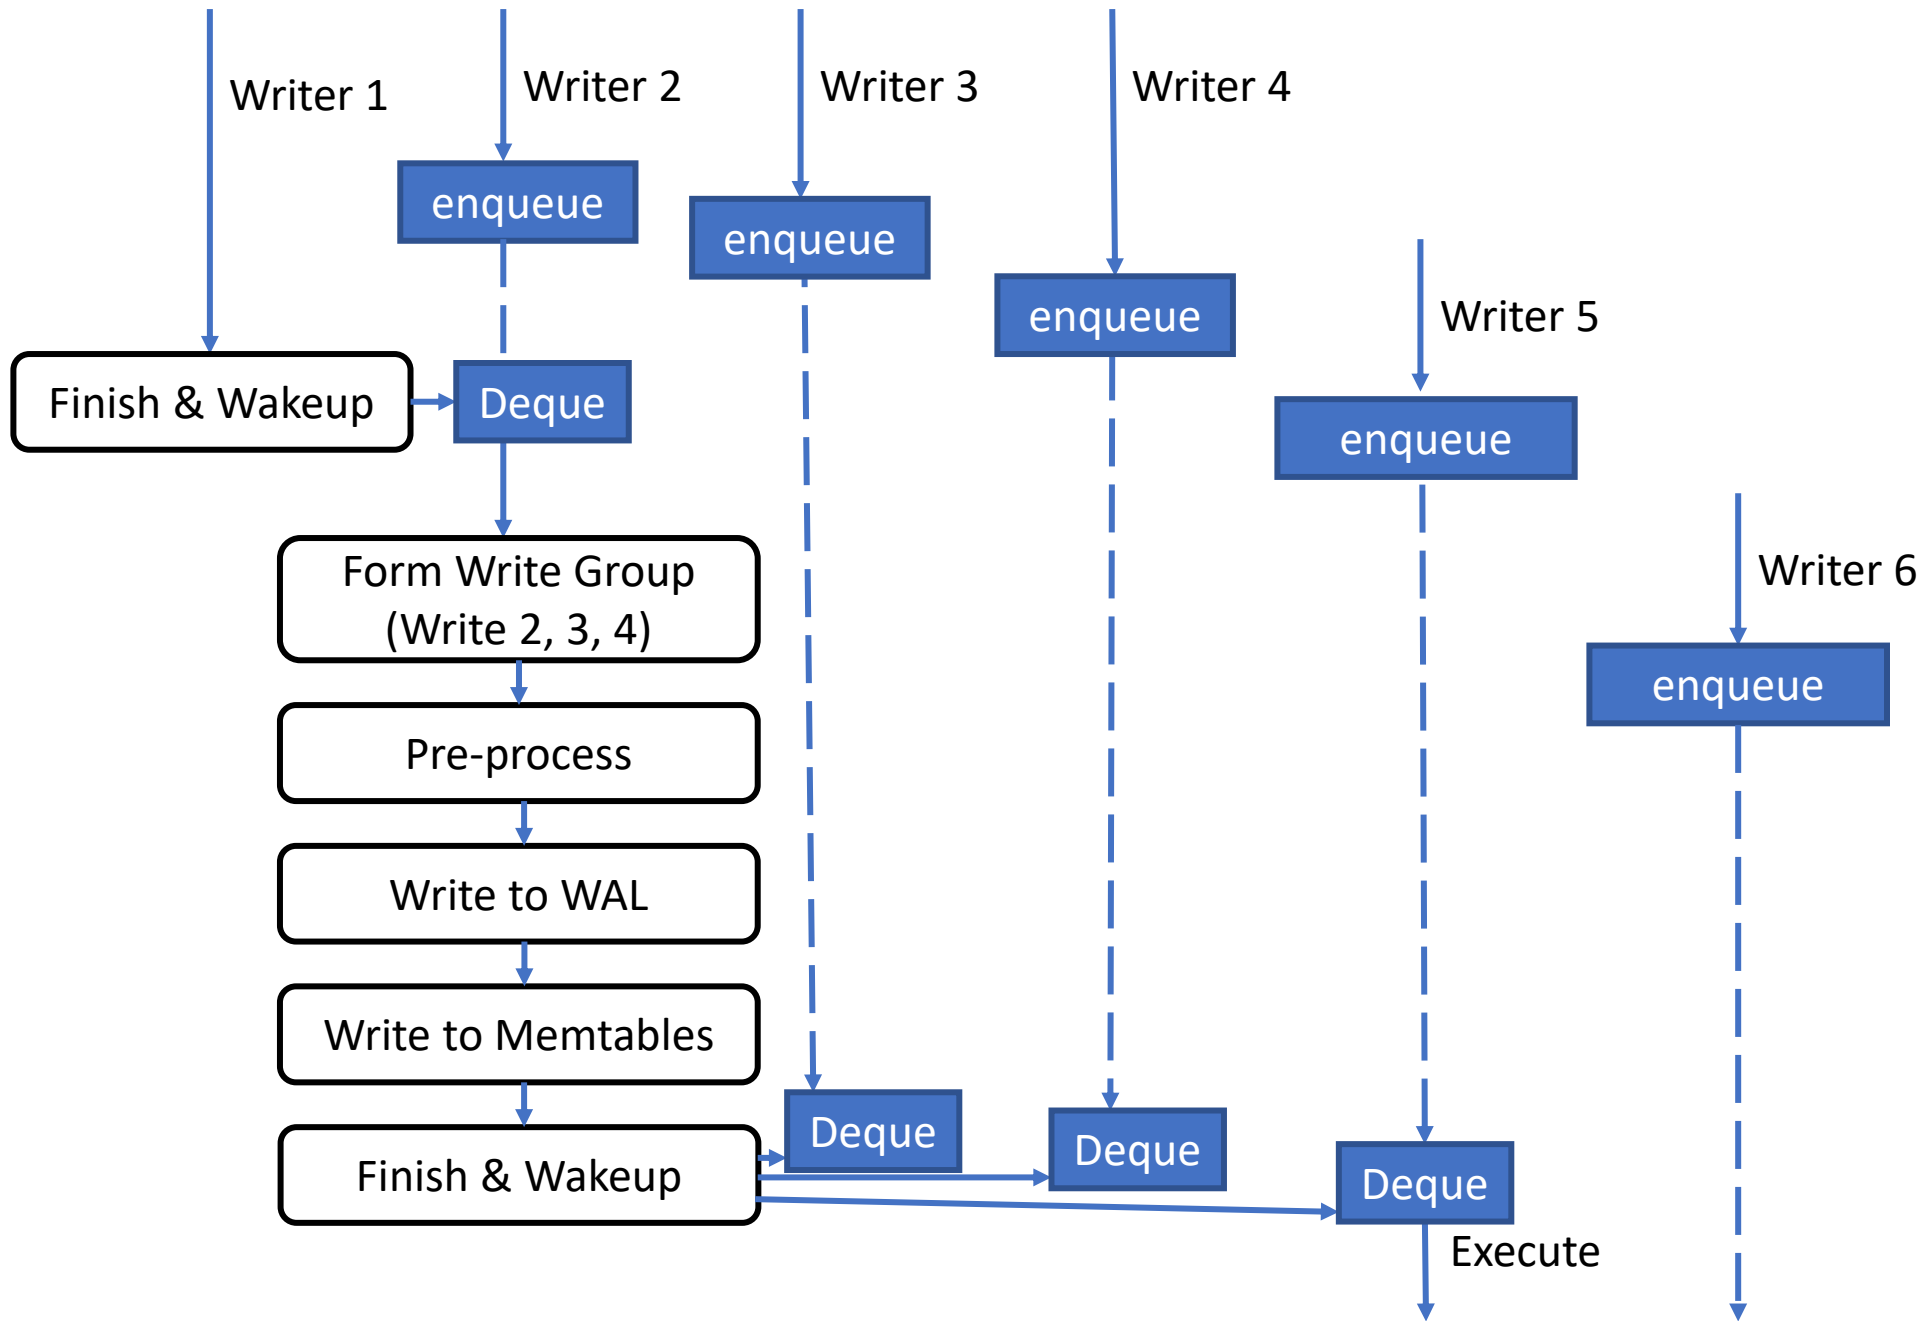 Writer 1
Writer 2
Writer 3
Writer 4
enqueue
enqueue
enqueue
Writer 5
Finish & Wakeup
Deque
enqueue
Form Write Group
(Write 2, 3, 4)
Writer 6
enqueue
Pre-process
Write to WAL
Write to Memtables
Finish & Wakeup
Deque
Deque
Deque
Execute